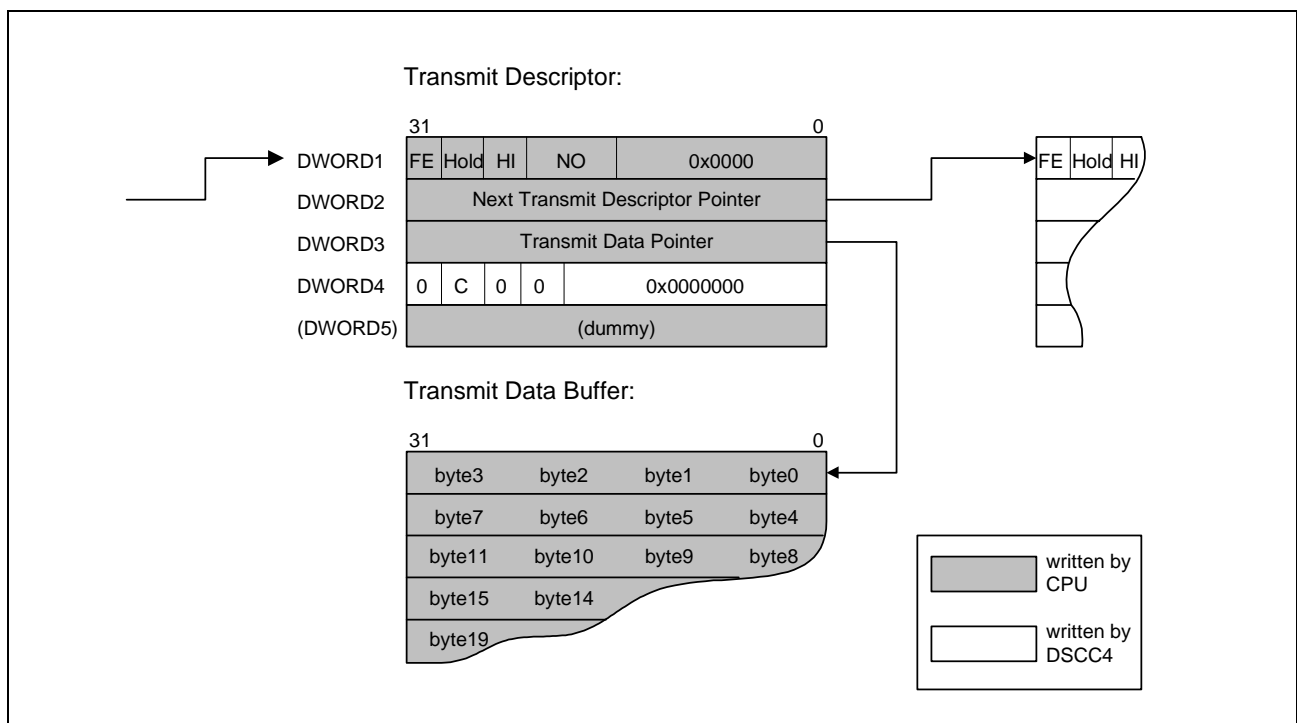 Transmit Descriptor:
31 0
DWORD1 FE Hold HI NO 0x0000 FE Hold HI
DWORD2 Next Transmit Descriptor Pointer
DWORD3 Transmit Data Pointer
DWORD4 0 C 0 0 0x0000000
(DWORD5) (dummy)
Transmit Data Buffer:
31 0
byte3 byte2 byte1 byte0
byte7 byte6 byte5 byte4
byte11 byte10 byte9 byte8
byte15 byte14
byte19
written by
CPU
written by
DSCC4